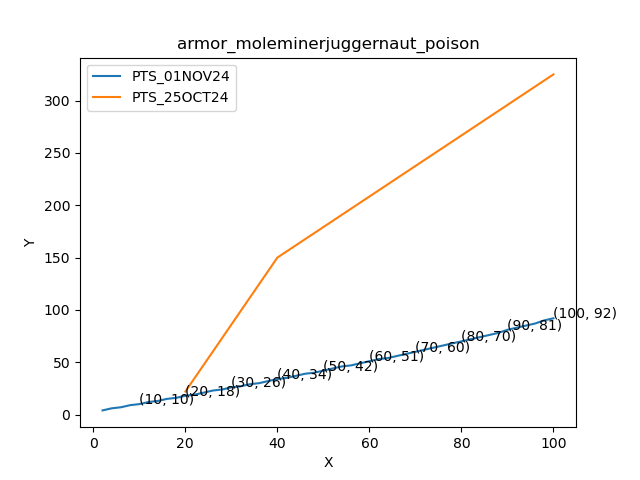 armor_moleminerjuggernaut_poison
PTS_01NOV24
PTS_25OCT24
300
250
200
150
100
50
0
Y
(100, 92)
(90, 81)
(80, 70)
(70, 60)
(60, 51)
(50, 42)
(40, 34)
(30, 26)
(20, 18)
(10, 10)
0 20 40 60 80 100
X